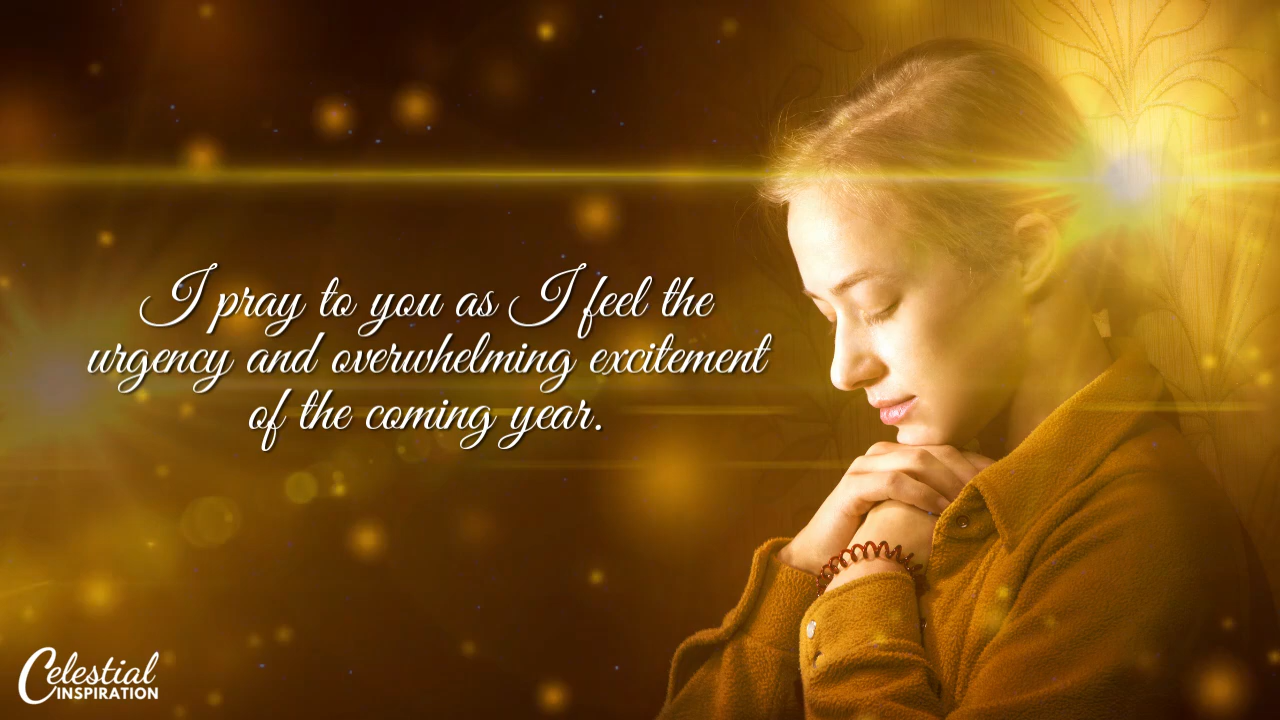 I pray to you as I feel the
urgency and overwhelming excitement
of the coming year.
Celestial
INSPIRATION